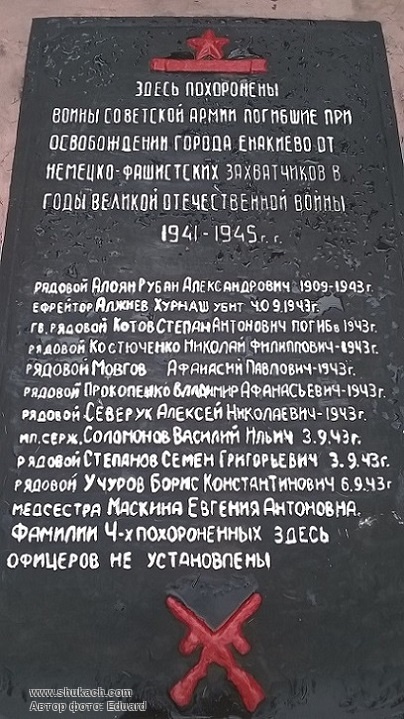 ЗДЕСЬ ПОХОРОНЕНЫ
ВОИНЫ СОВЕТСКОЙ АРМИИ ПОГИБШИЕ ПРИ
ОСВОБОЖДЕНИИ ГОРОДА ЕНАКИЕВО ОТ
НЕМЕЦКО-ФАШИСТСКИХ ЗАХВАТЧИКОВ В
ГОДЫ ВЕЛИКОЙ ОТЕЧЕСТВЕННОЙ ВОЙНЫ
1941-1945г.г.
РЯДОВОЙ АЛОЯН РУБАН АЛЕКСАНДРОВИЧ 1909-1943г.
ЕФРЕЙТОР АЛЖИЕВ ХУРНАШ УБИТ 4.09.1943г.
ГВ. РЯДОВОЙ КОТОВ СТЕПАН АНТОНОВИЧ ПОГИБ В 1943г.
РЯДОВОЙ КОСТЮЧЕНКО НИКОЛАЙ ФИЛИППОВИЧ-1943г.
РЯДОВОЙ МОВГОВ АФАНАСИЙ ПАВЛОВИЧ-1943г.
РЯДОВОЙ ПРОКОПЕНКО ВЛАДИМИР АФАНАСЬЕВИЧ-1943г.
РЯДОВОЙ СЕВЕРУК АЛЕКСЕЙ НИКОЛАЕВИЧ-1943г.
МЛ. СЕРЖ. СОЛОМОНОВ ВАСИЛИЙ ИЛЬИЧ 3.9.43г.
РЯДОВОЙ СТЕПАНОВ СЕМЕН ГРИГОРЬЕВИЧ 3.9.43г.
РЯДОВОЙ УЧУРОВ БОРИС КОНСТАНТИНОВИЧ 6.9.43г
МЕДСЕСТРА МАСКИНА ЕВГЕНИЯ АНТОНОВНА.
ФАМИЛИИ 4-х ПОХОРОНЕННЫХ ЗДЕСЬ
ОФИЦЕРОВ НЕ УСТАНОВЛЕНЫ
www.shukach.com
Автор фото: Eduard